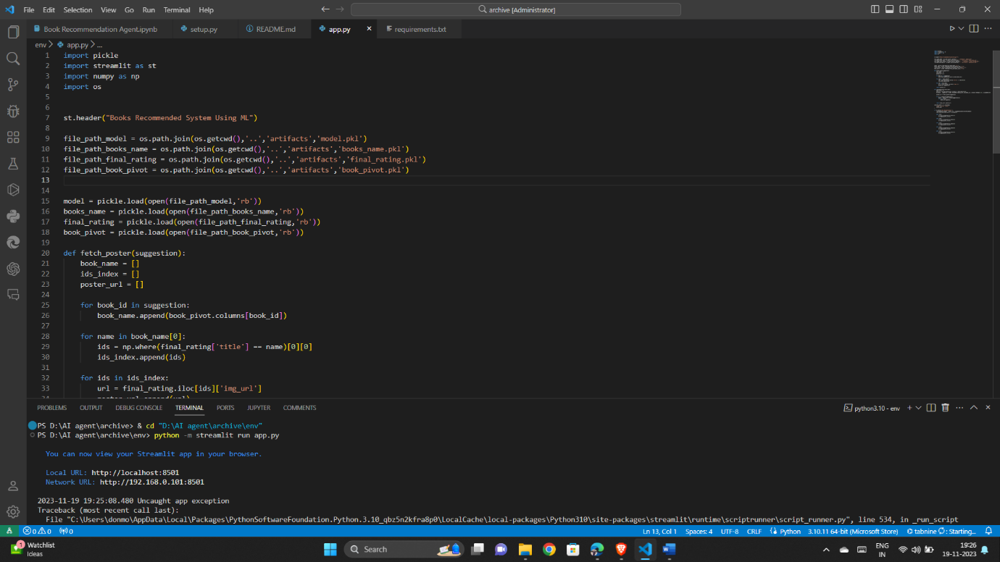 File Edit Selection View Go Run Terminal Help
archive [Administrator]
Book Recommendation Agent.ipynb
setup.py
README.md
app.py
requirements.txt
env > app.py > ...
1 import pickle
2 import streamlit as st
3 import numpy as np
4 import os
5
6
7 st.header("Books Recommended System Using ML")
8
9 file_path_model = os.path.join(os.getcwd(),'..','artifacts','model.pkl')
10 file_path_books_name = os.path.join(os.getcwd(),'..','artifacts','books_name.pkl')
11 file_path_final_rating = os.path.join(os.getcwd(),'..','artifacts','final_rating.pkl')
12 file_path_book_pivot = os.path.join(os.getcwd(),'..','artifacts','book_pivot.pkl')
13
14
15 model = pickle.load(open(file_path_model,'rb'))
16 books_name = pickle.load(open(file_path_books_name,'rb'))
17 final_rating = pickle.load(open(file_path_final_rating,'rb'))
18 book_pivot = pickle.load(open(file_path_book_pivot,'rb'))
19
20 def fetch_poster(suggestion):
21     book_name = []
22     ids_index = []
23     poster_url = []
24
25     for book_id in suggestion:
26         book_name.append(book_pivot.columns[book_id])
27
28     for name in book_name[0]:
29         ids = np.where(final_rating['title'] == name)[0][0]
30         ids_index.append(ids)
31
32     for ids in ids_index:
33         url = final_rating.iloc[ids]['img_url']
PROBLEMS OUTPUT DEBUG CONSOLE TERMINAL PORTS JUPYTER COMMENTS
python3.10 - env
PS D:\AI agent\archive> & cd "D:\AI agent\archive\env"
PS D:\AI agent\archive\env> python -m streamlit run app.py
You can now view your Streamlit app in your browser.
Local URL: http://localhost:8501
Network URL: http://192.168.0.101:8501
2023-11-19 19:25:08.480 Uncaught app exception
Traceback (most recent call last):
File "C:\Users\donmo\AppData\Local\Packages\PythonSoftwareFoundation.Python.3.10_qbz5n2kfra8p0\LocalCache\local-packages\Python310\site-packages\streamlit\runtime\scriptrunner\script_runner.py", line 534, in _run_script
0 0 0 Ln 13, Col 1 Spaces: 4 UTF-8 CRLF Python 3.10.11 64-bit (Microsoft Store) tabnine : Starting...
1
Watchlist
Ideas
Search
ENG
IN
19:26
19-11-2023